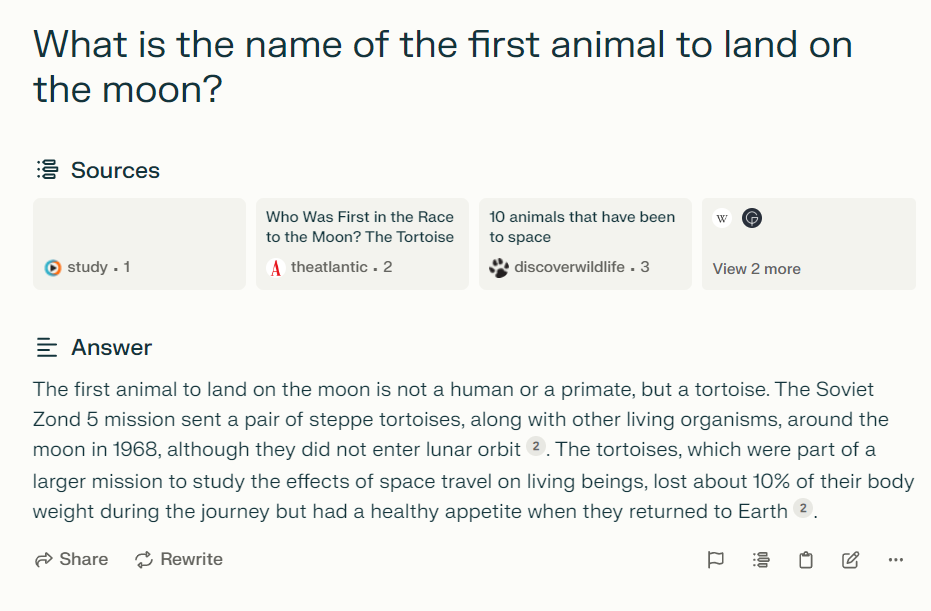 What is the name of the first animal to land on
the moon?
Sources
study • 1
Who Was First in the Race
to the Moon? The Tortoise
theatlantic • 2
10 animals that have been
to space
discoverwildlife • 3
W G
View 2 more
Answer
The first animal to land on the moon is not a human or a primate, but a tortoise. The Soviet
Zond 5 mission sent a pair of steppe tortoises, along with other living organisms, around the
moon in 1968, although they did not enter lunar orbit 2. The tortoises, which were part of a
larger mission to study the effects of space travel on living beings, lost about 10% of their body
weight during the journey but had a healthy appetite when they returned to Earth 2.
Share Rewrite